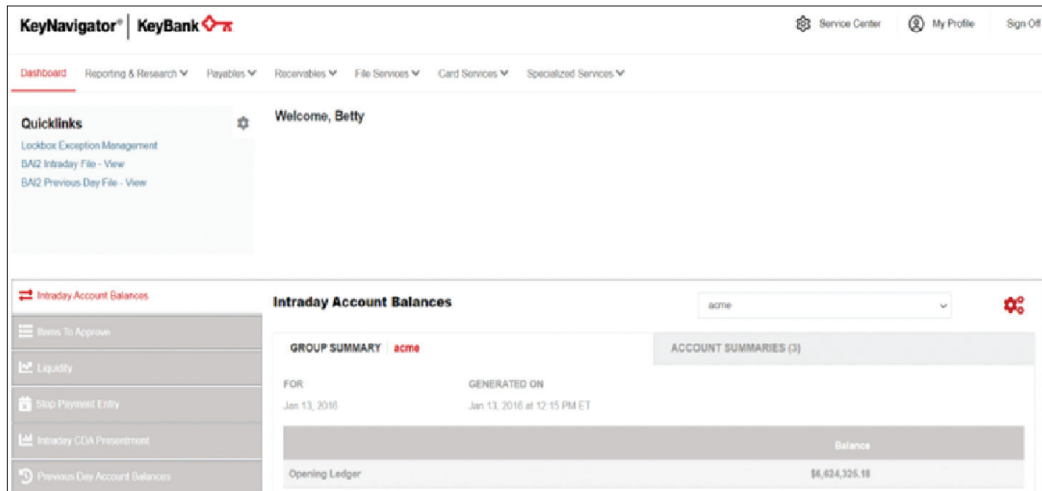 KeyNavigator® | KeyBank
Service Center
My Profile
Sign Off
Dashboard
Reporting & Research
Payables
Receivables
File Services
Card Services
Specialized Services
Quicklinks
Lockbox Exception Management
BAI2 Intraday File - View
BAI2 Previous Day File - View
Welcome, Betty
Intraday Account Balances
Items To Approve
Liquidity
Stop Payment Entry
Intraday CDA Presentment
Previous Day Account Balances
Intraday Account Balances
acme
GROUP SUMMARY | acme
ACCOUNT SUMMARIES (3)
FOR
GENERATED ON
Jan 13, 2016
Jan 13, 2016 at 12:15 PM ET
Balance
Opening Ledger
$6,624,325.18